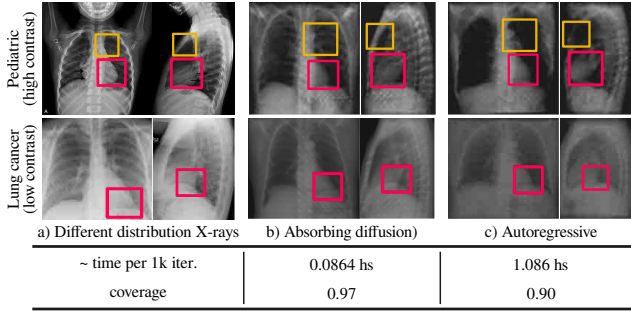 Pediatric
(high contrast)
A
Lung cancer
(low contrast)
a) Different distribution X-rays b) Absorbing diffusion) c) Autoregressive
~ time per 1k iter. 0.0864 hs 1.086 hs
coverage 0.97 0.90